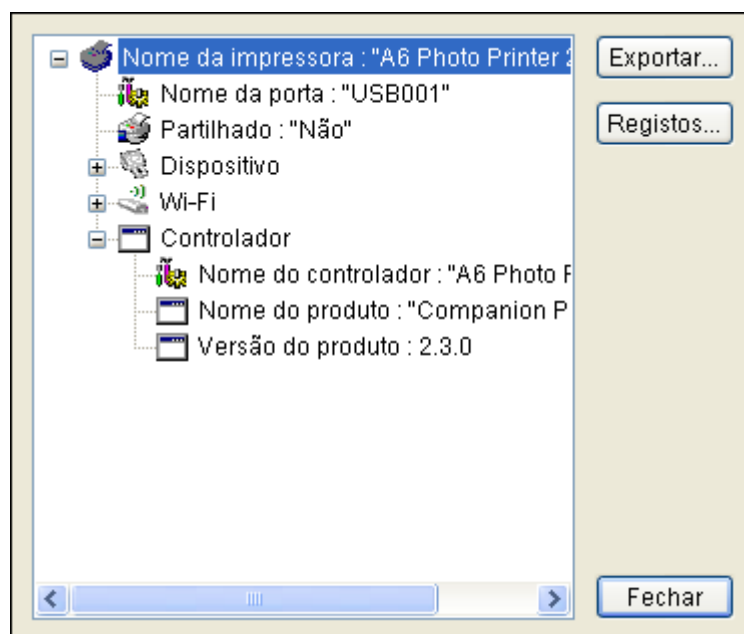 Nome da impressora : "A6 Photo Printer 2
Nome da porta : "USB001"
Partilhado : "Não"
Dispositivo
Wi-Fi
Controlador
Nome do controlador : "A6 Photo P
Nome do produto : "Companion P
Versão do produto : 2.3.0
Exportar...
Registos...
Fechar